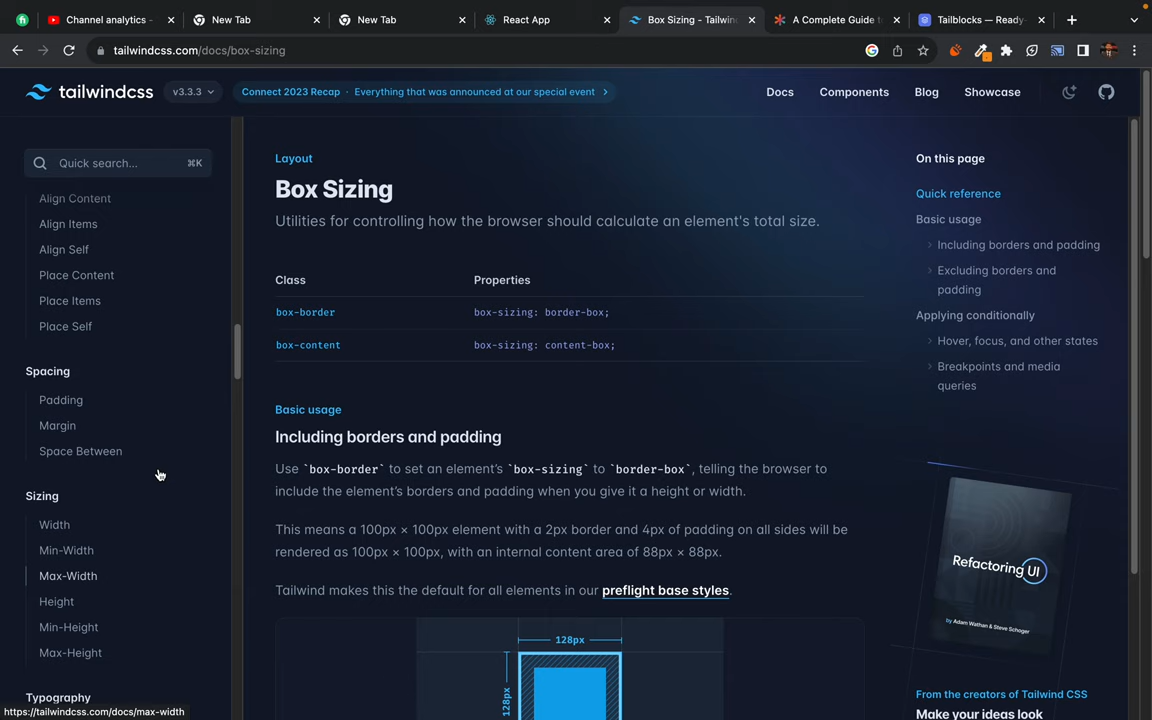 Channel analytics -
New Tab
New Tab
React App
Box Sizing - Tailwin
A Complete Guide t
Tailblocks — Ready-
tailwindcss.com/docs/box-sizing
tailwindcss
v3.3.3
Connect 2023 Recap · Everything that was announced at our special event
Docs
Components
Blog
Showcase
Quick search...
⌘K
Align Content
Align Items
Align Self
Place Content
Place Items
Place Self
Spacing
Padding
Margin
Space Between
Sizing
Width
Min-Width
Max-Width
Height
Min-Height
Max-Height
Typography
https://tailwindcss.com/docs/max-width
Layout
Box Sizing
Utilities for controlling how the browser should calculate an element's total size.
Class Properties
box-border box-sizing: border-box;
box-content box-sizing: content-box;
Basic usage
Including borders and padding
Use `box-border` to set an element's `box-sizing` to `border-box`, telling the browser to
include the element's borders and padding when you give it a height or width.
This means a 100px × 100px element with a 2px border and 4px of padding on all sides will be
rendered as 100px × 100px, with an internal content area of 88px × 88px.
Tailwind makes this the default for all elements in our preflight base styles.
128px
128px
On this page
Quick reference
Basic usage
Including borders and padding
Excluding borders and
padding
Applying conditionally
Hover, focus, and other states
Breakpoints and media
queries
Refactoring UI
by Adam Wathan & Steve Schoger
From the creators of Tailwind CSS
Make your ideas look